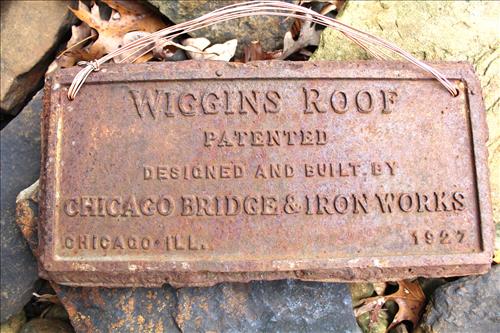 WIGGINS ROOF
PATENTED
DESIGNED AND BUILT BY
CHICAGO BRIDGE & IRON WORKS
CHICAGO • ILL. 1927